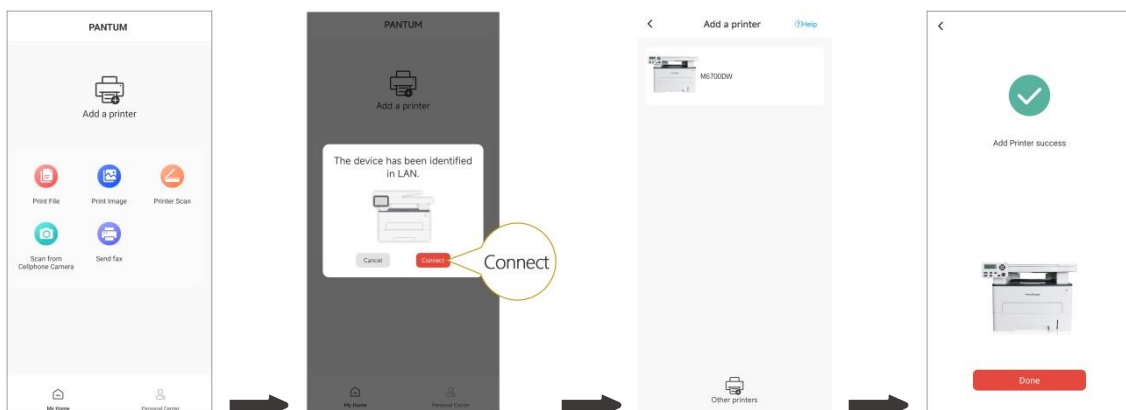 PANTUM
Add a printer
Print File
Print Image
Printer Scan
Scan from
Cellphone Camera
Send fax
My Home
Personal Center
PANTUM
Add a printer
The device has been identified
in LAN.
Cancel
Connect
Connect
My Home
Personal Center
Add a printer
Help
M6700DW
Other printers
Add Printer success
Done